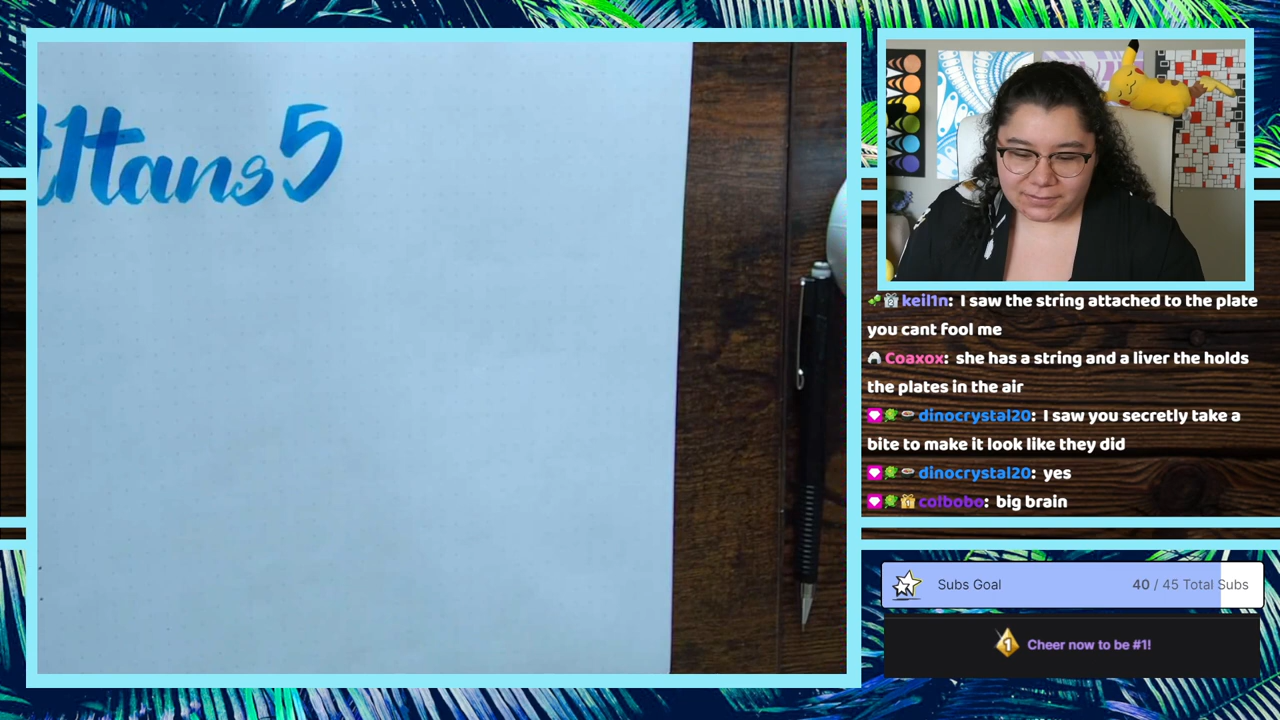 tHans5
keil1n: I saw the string attached to the plate
you cant fool me
Coaxox: she has a string and a liver the holds
the plates in the air
dinocrystal20: I saw you secretly take a
bite to make it look like they did
dinocrystal20: yes
colbobo: big brain
Subs Goal 40 / 45 Total Subs
1 Cheer now to be #1!